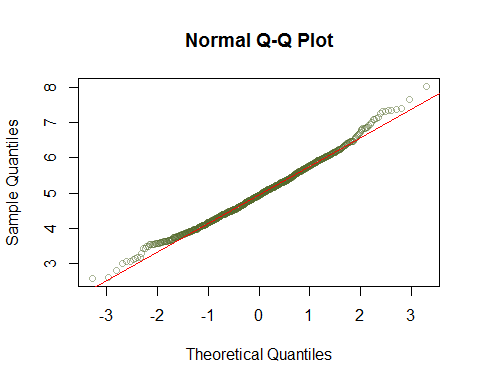 Normal Q-Q Plot
Sample Quantiles
8
7
6
5
4
3
-3 -2 -1 0 1 2 3
Theoretical Quantiles